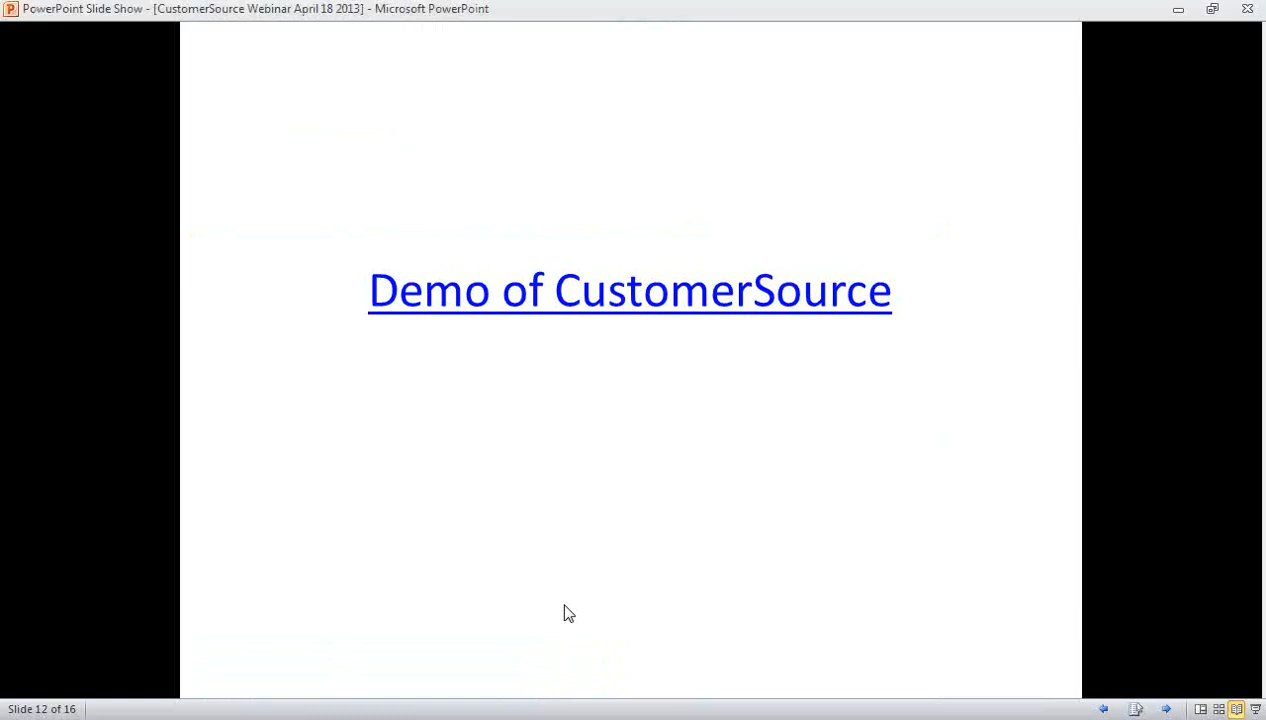 PowerPoint Slide Show - [CustomerSource Webinar April 18 2013] - Microsoft PowerPoint
Demo of CustomerSource
Slide 12 of 16